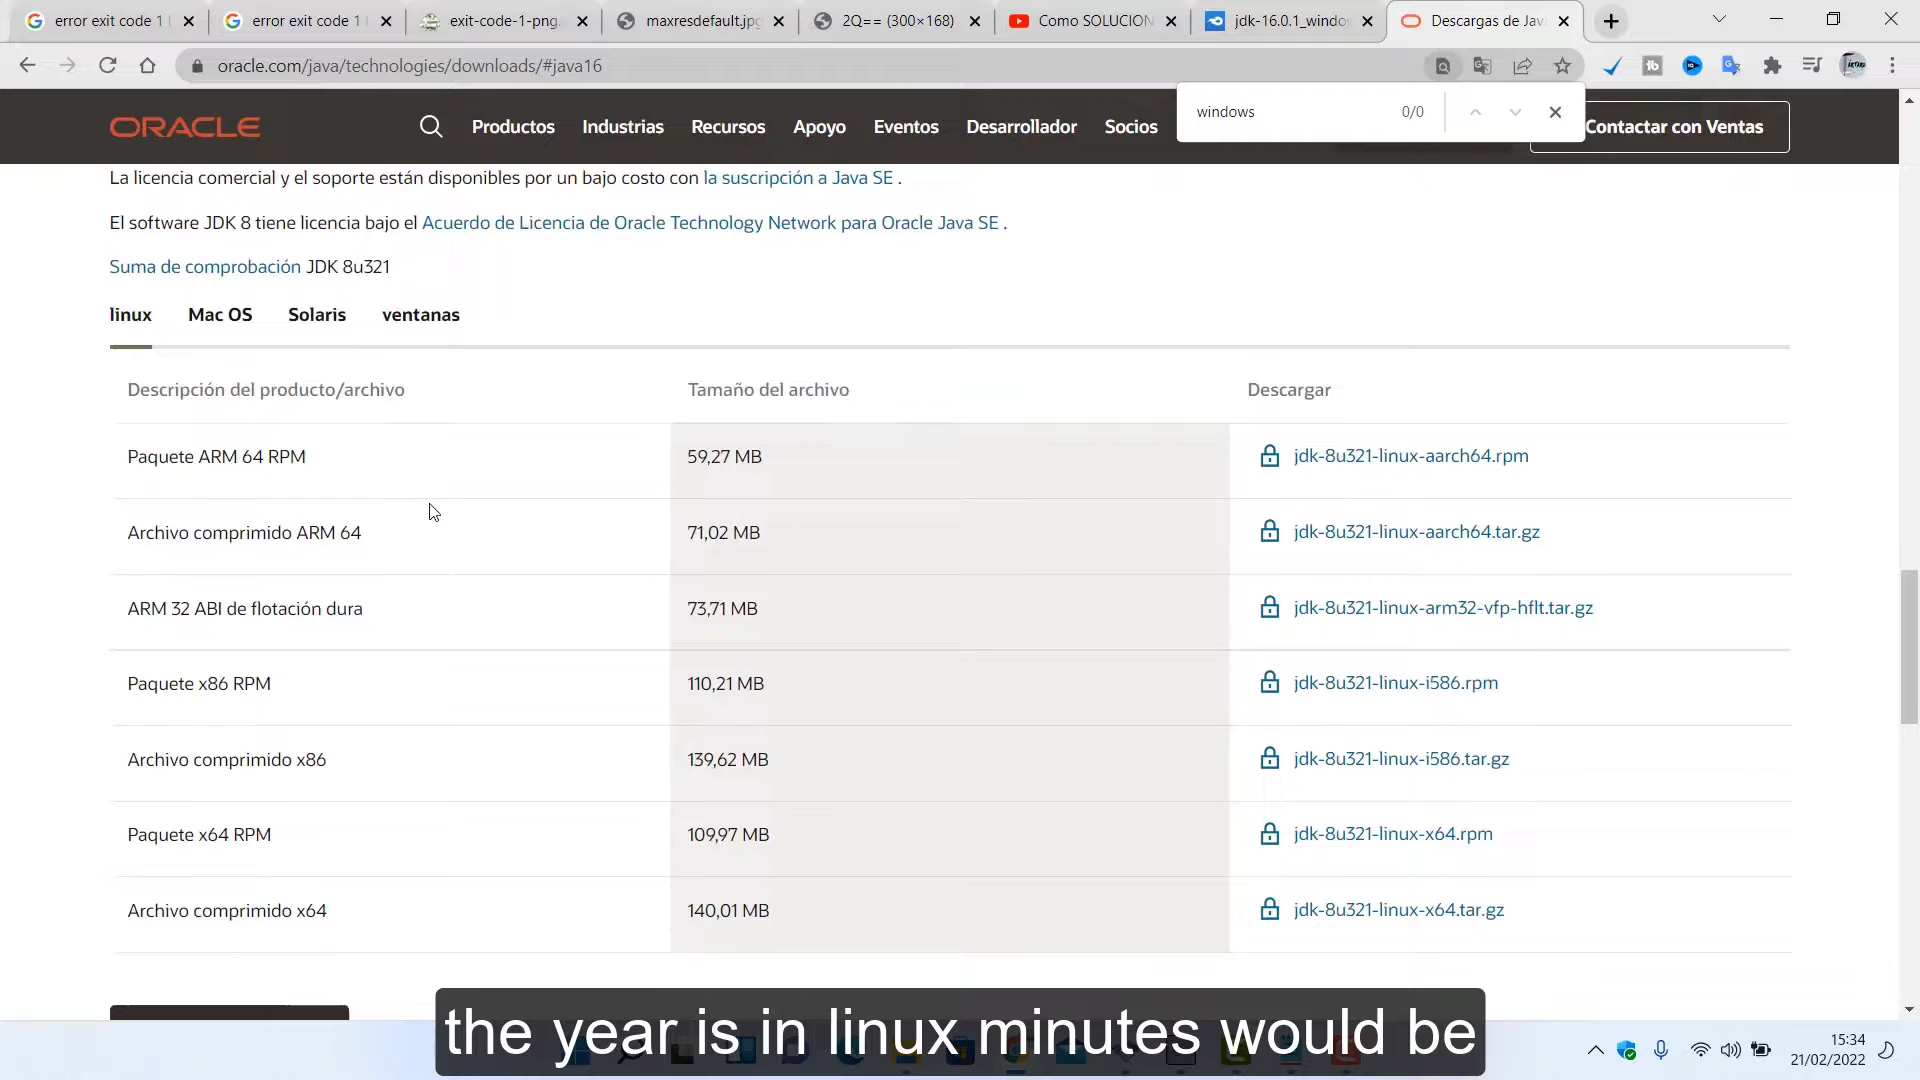 error exit code 1
error exit code 1
exit-code-1-png
maxresdefault.jpg
2Q== (300×168)
Como SOLUCION
jdk-16.0.1_windo
Descargas de Jav
oracle.com/java/technologies/downloads/#java16
windows
0/0
ORACLE
Productos
Industrias
Recursos
Apoyo
Eventos
Desarrollador
Socios
Contactar con Ventas
La licencia comercial y el soporte están disponibles por un bajo costo con la suscripción a Java SE .
El software JDK 8 tiene licencia bajo el Acuerdo de Licencia de Oracle Technology Network para Oracle Java SE .
Suma de comprobación JDK 8u321
linux
Mac OS
Solaris
ventanas
Descripción del producto/archivo
Tamaño del archivo
Descargar
Paquete ARM 64 RPM
59,27 MB
jdk-8u321-linux-aarch64.rpm
Archivo comprimido ARM 64
71,02 MB
jdk-8u321-linux-aarch64.tar.gz
ARM 32 ABI de flotación dura
73,71 MB
jdk-8u321-linux-arm32-vfp-hflt.tar.gz
Paquete x86 RPM
110,21 MB
jdk-8u321-linux-i586.rpm
Archivo comprimido x86
139,62 MB
jdk-8u321-linux-i586.tar.gz
Paquete x64 RPM
109,97 MB
jdk-8u321-linux-x64.rpm
Archivo comprimido x64
140,01 MB
jdk-8u321-linux-x64.tar.gz
the year is in linux minutes would be
15:34
21/02/2022